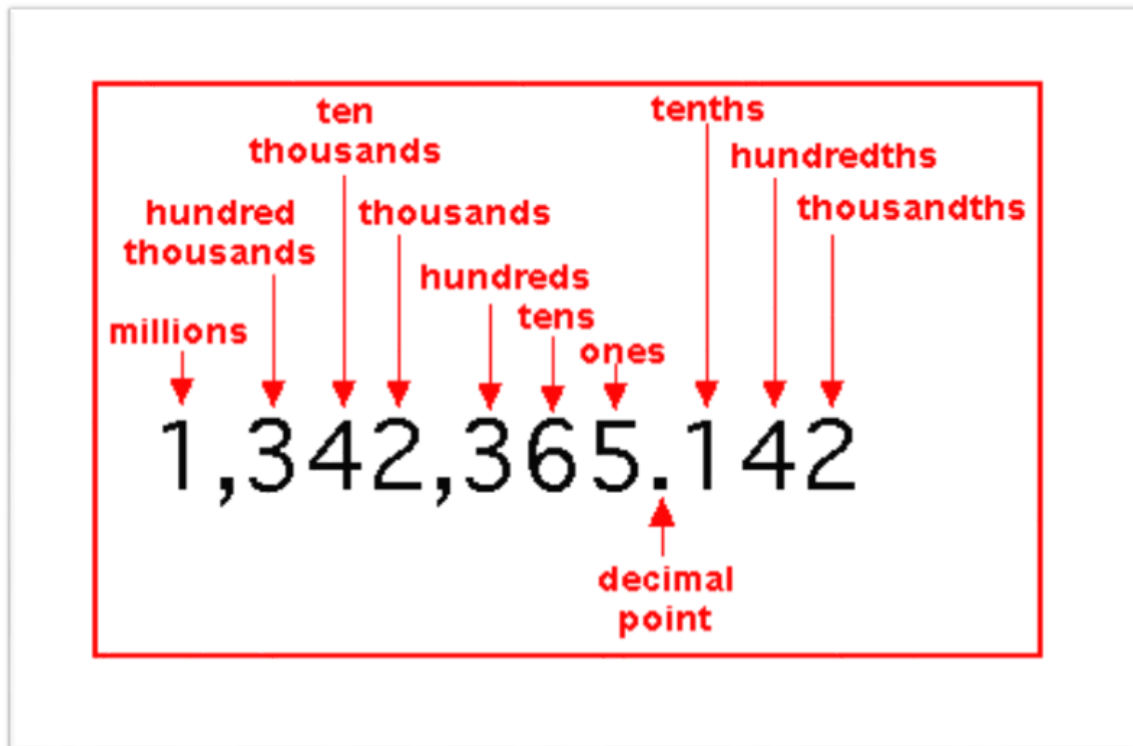 ten
thousands
tenths
hundredths
hundred
thousands
thousands
thousandths
hundreds
tens
millions
ones
1,342,365.142
decimal
point